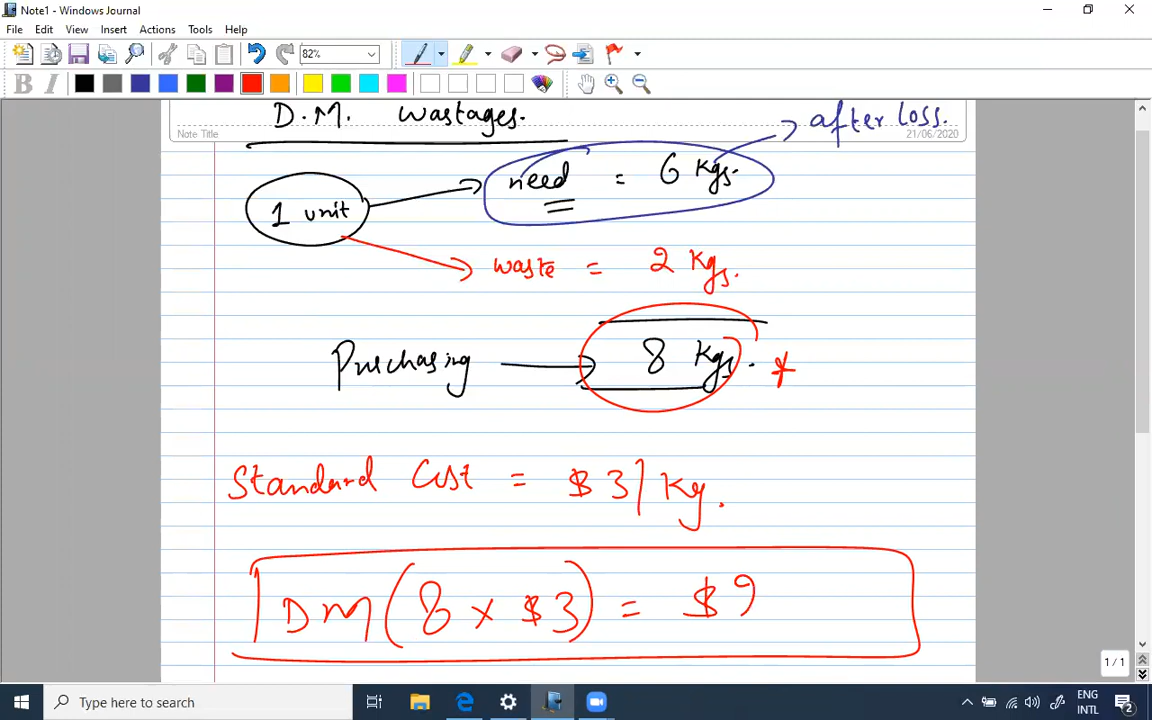 Note1 - Windows Journal
File Edit View Insert Actions Tools Help
82%
B I
D.M. wastages.
after loss.
Note Title
21/06/2020
need = 6 Kgs.
1 unit
waste = 2 Kgs.
Purchasing 8 Kgs. *
Standard Cost = $3/Kg.
DM (8 x $3) = $9
1 / 1
Type here to search
ENG
INTL
2